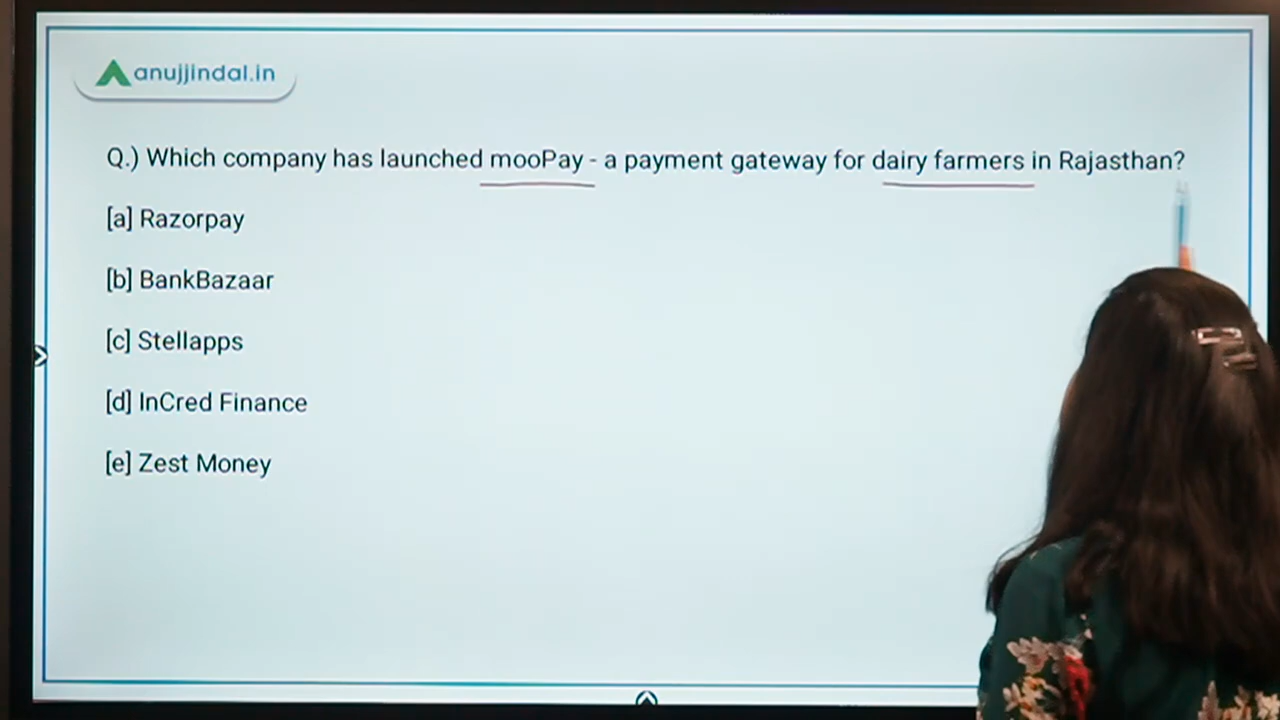 anujjindal.in
Q.) Which company has launched mooPay - a payment gateway for dairy farmers in Rajasthan?
[a] Razorpay
[b] BankBazaar
[c] Stellapps
[d] InCred Finance
[e] Zest Money